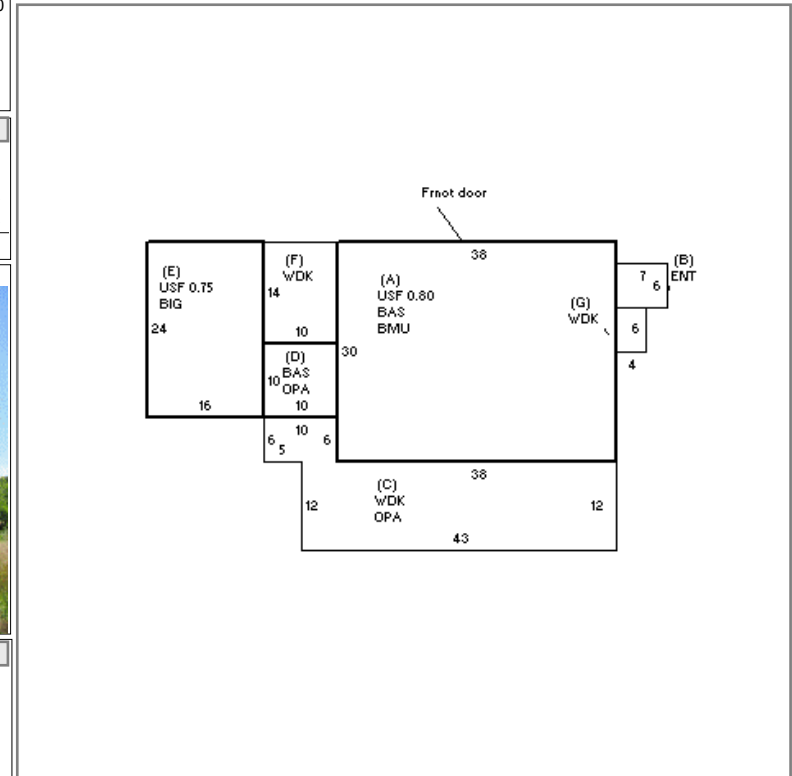 0
Frnot door
38
(E)
USF 0.75
BIG
24
16
(F)
WDK
14
10
(D)
BAS
OPA
10
10
(A)
USF 0.80
BAS
BMU
30
(G)
WDK
7
6
(B)
ENT
6
4
10
6
5
6
38
(C)
WDK
OPA
12
12
43